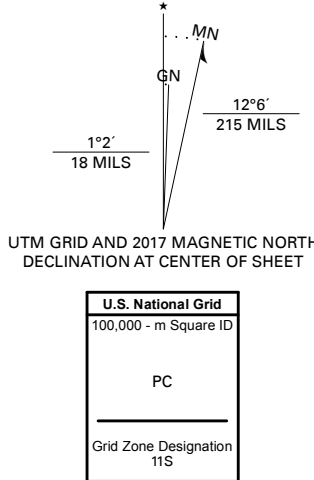 ★
MN
GN
1°2´
18 MILS
12°6´
215 MILS
UTM GRID AND 2017 MAGNETIC NORTH
DECLINATION AT CENTER OF SHEET
U.S. National Grid
100,000 - m Square ID
PC
Grid Zone Designation
11S